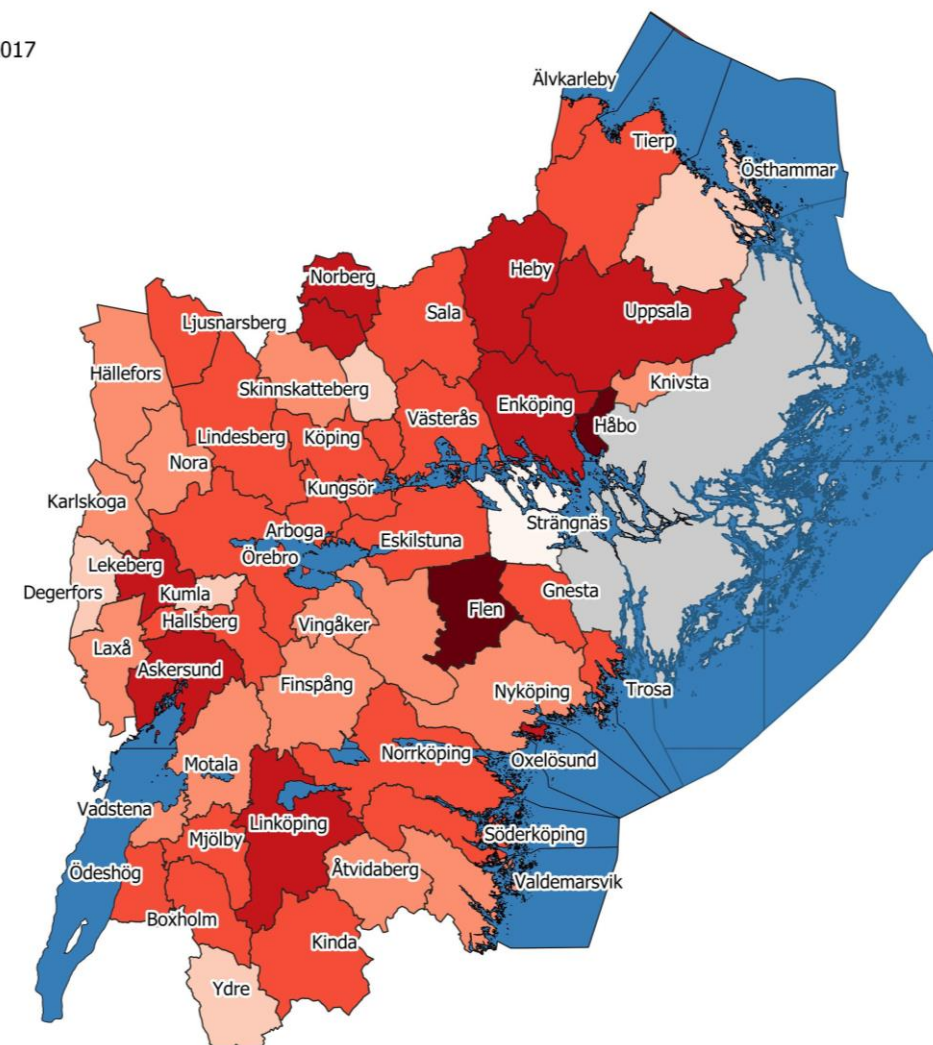 017
Älvkarleby
Tierp
Östhammar
Norberg
Heby
Sala
Uppsala
Ljusnarsberg
Hällefors
Skinnskatteberg
Knivsta
Enköping
Håbo
Västerås
Lindesberg
Köping
Nora
Kungsör
Karlskoga
Strängnäs
Arboga
Eskilstuna
Örebro
Lekeberg
Degerfors
Kumla
Gnesta
Flen
Hallsberg
Vingåker
Laxå
Askersund
Finspång
Nyköping
Trosa
Norrköping
Oxelösund
Motala
Vadstena
Linköping
Mjölby
Söderköping
Åtvidaberg
Ödeshög
Valdemarsvik
Boxholm
Kinda
Ydre